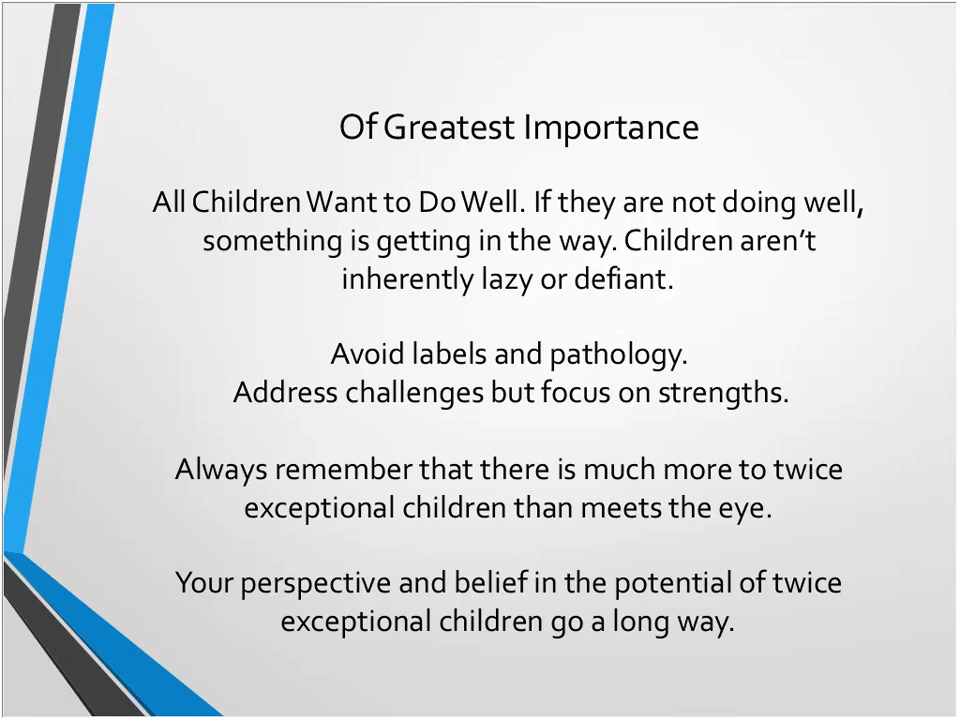 Of Greatest Importance
All Children Want to Do Well. If they are not doing well,
something is getting in the way. Children aren’t
inherently lazy or defiant.
Avoid labels and pathology.
Address challenges but focus on strengths.
Always remember that there is much more to twice
exceptional children than meets the eye.
Your perspective and belief in the potential of twice
exceptional children go a long way.